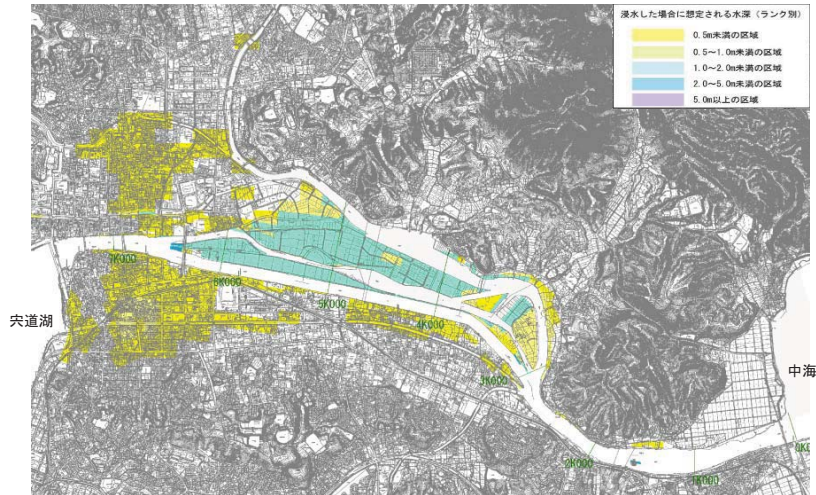 浸水した場合に想定される水深(ランク別)
0.5m未満の区域
0.5~1.0m未満の区域
1.0~2.0m未満の区域
2.0~5.0m未満の区域
5.0m以上の区域
7K000
6K000
5K000
宍道湖
4K000
3K000
中海
2K000
1K000